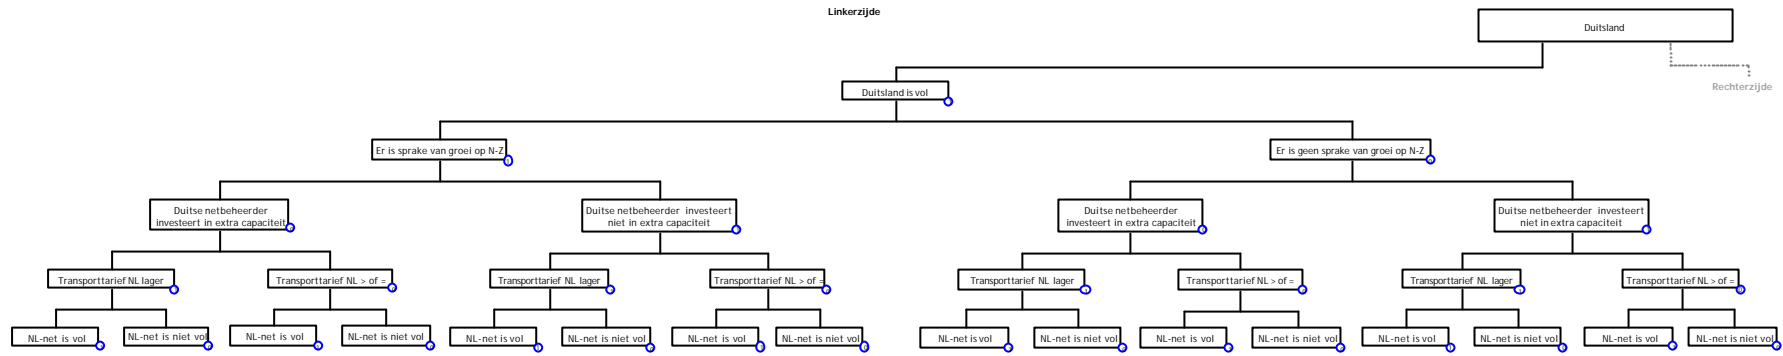 Linkerzijde
Duitsland
Rechterzijde
Duitsland is vol
Er is sprake van groei op N-Z
Er is geen sprake van groei op N-Z
Duitse netbeheerder
investeert in extra capaciteit
Duitse netbeheerder investeert
niet in extra capaciteit
Duitse netbeheerder
investeert in extra capaciteit
Duitse netbeheerder investeert
niet in extra capaciteit
Transporttarief NL lager
Transporttarief NL > of =
Transporttarief NL lager
Transporttarief NL > of =
Transporttarief NL lager
Transporttarief NL > of =
Transporttarief NL lager
Transporttarief NL > of =
NL-net is vol
NL-net is niet vol
NL-net is vol
NL-net is niet vol
NL-net is vol
NL-net is niet vol
NL-net is vol
NL-net is niet vol
NL-net is vol
NL-net is niet vol
NL-net is vol
NL-net is niet vol
NL-net is vol
NL-net is niet vol
NL-net is vol
NL-net is niet vol